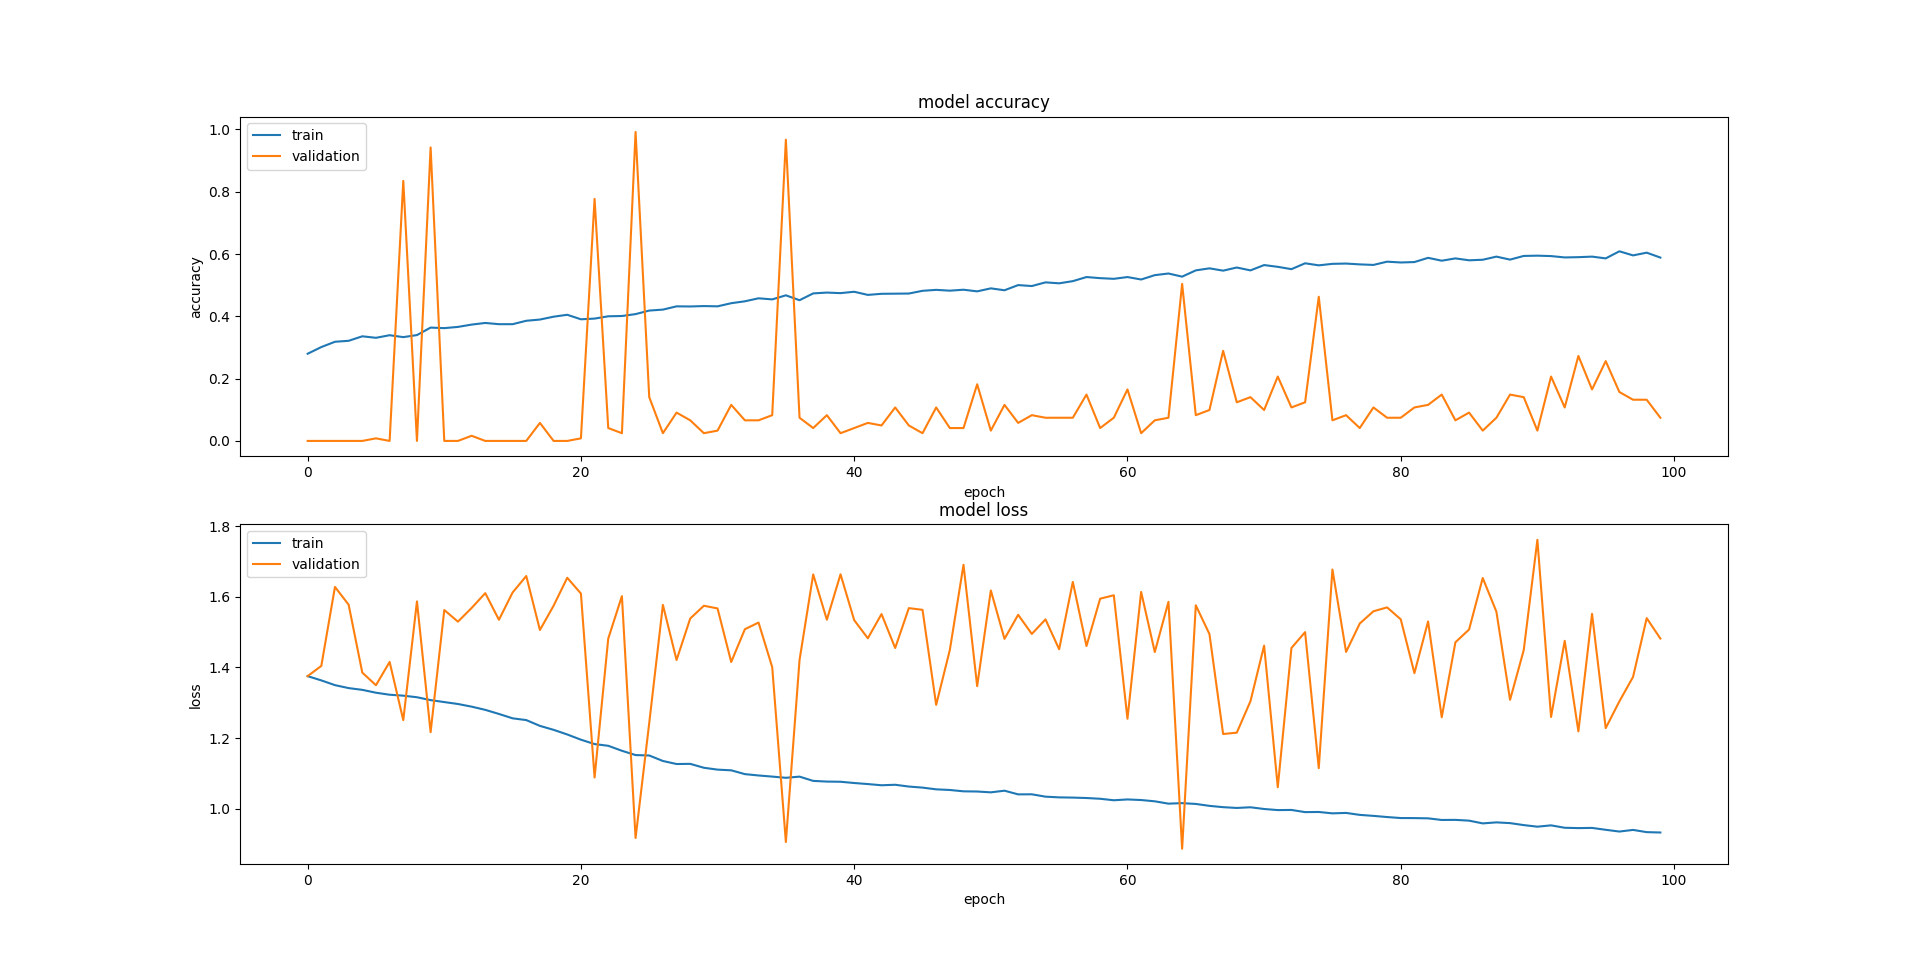 model accuracy
train
validation
1.0
0.8
0.6
0.4
0.2
0.0
accuracy
0 20 40 60 80 100
epoch
model loss
train
validation
1.8
1.6
1.4
1.2
1.0
loss
0 20 40 60 80 100
epoch